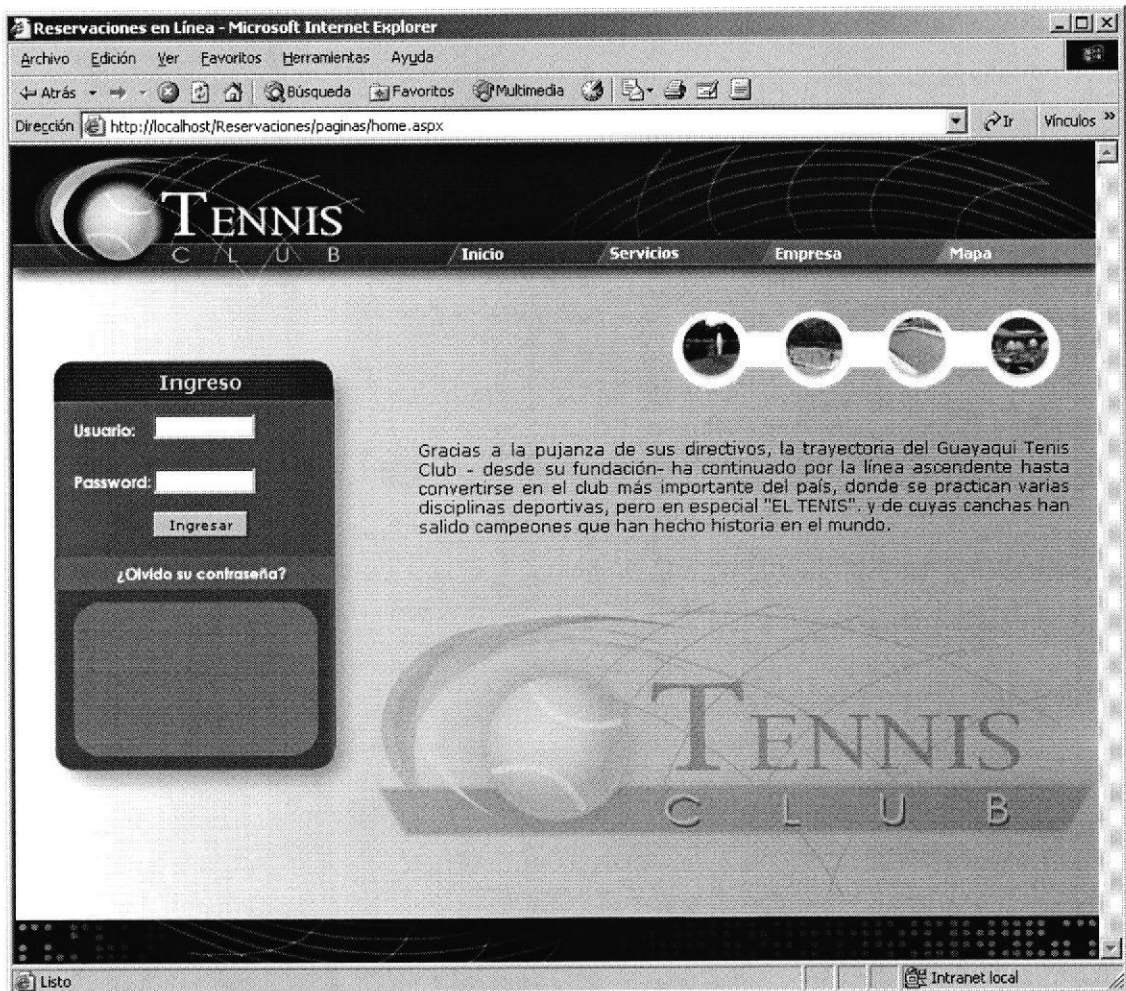 Reservaciones en Línea - Microsoft Internet Explorer
Archivo Edición Ver Favoritos Herramientas Ayuda
Atrás Búsqueda Favoritos Multimedia
Dirección http://localhost/Reservaciones/paginas/home.aspx Ir Vínculos »
TENNIS
CLUB
Inicio Servicios Empresa Mapa
Ingreso
Usuario:
Password:
Ingresar
¿Olvido su contraseña?
Gracias a la pujanza de sus directivos, la trayectoria del Guayaqui Tenis
Club - desde su fundación- ha continuado por la línea ascendente hasta
convertirse en el club más importante del país, donde se practican varias
disciplinas deportivas, pero en especial "EL TENIS". y de cuyas canchas han
salido campeones que han hecho historia en el mundo.
TENNIS
CLUB
Listo Intranet local